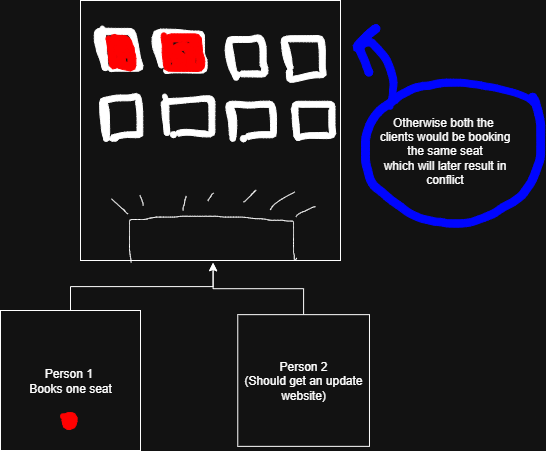 Otherwise both the
clients would be booking
the same seat
which will later result in
conflict
Person 1
Books one seat
Person 2
(Should get an update
website)